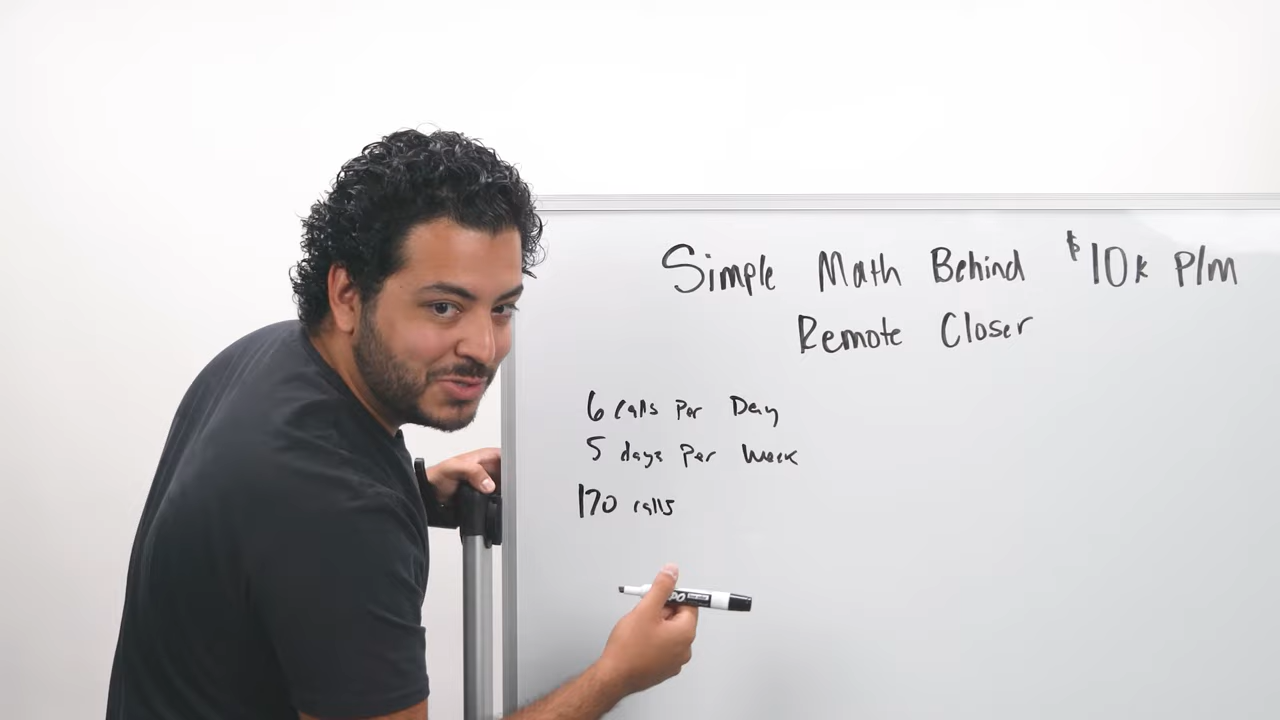 Simple Math Behind $10k P/m
Remote Closer
6 calls Per Day
5 days Per Week
170 calls